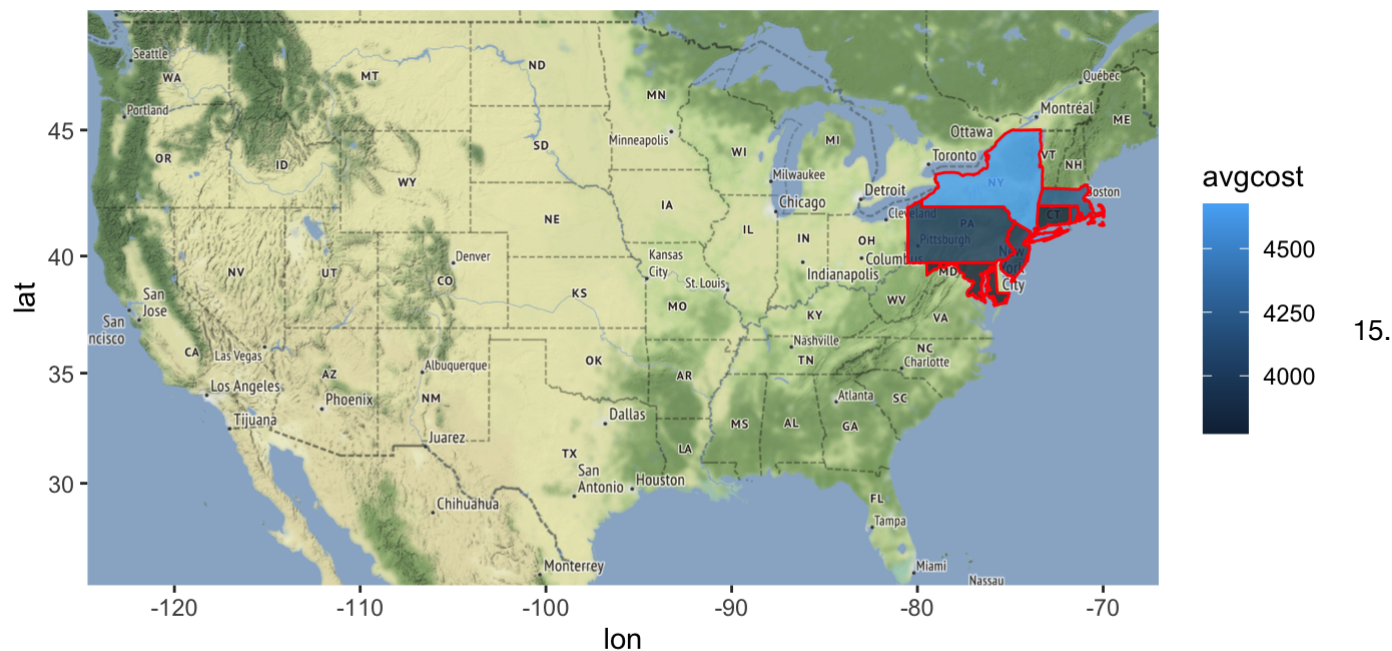 Seattle
WA
MT
ND
MN
Québec
Portland
Montréal
ME
45
Minneapolis
Ottawa
OR
ID
SD
WI
MI
Toronto
VT
NH
WY
Milwaukee
NY
avgcost
Detroit
Boston
NE
IA
Chicago
Cleveland
CT
PA
4500
IL
IN
OH
Pittsburgh
40
Denver
Kansas
City
Columbus
New
York
City
NV
UT
CO
St. Louis
Indianapolis
MD
lat
San
Jose
KS
MO
WV
4250
San
ncisco
KY
VA
15.
CA
Las Vegas
OK
Nashville
TN
NC
Charlotte
35
AZ
Albuquerque
AR
4000
Los Angeles
Phoenix
NM
Atlanta
SC
Tijuana
Dallas
MS
AL
GA
Juarez
TX
LA
San
Antonio
Houston
30
Chihuahua
FL
Tampa
Monterrey
Miami
Nassau
-120
-110
-100
-90
-80
-70
lon